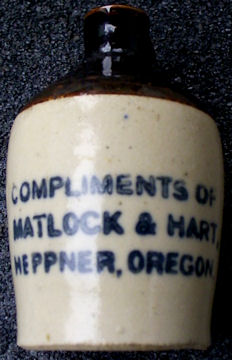 COMPLIMENTS OF
MATLOCK & HART,
HEPPNER, OREGON